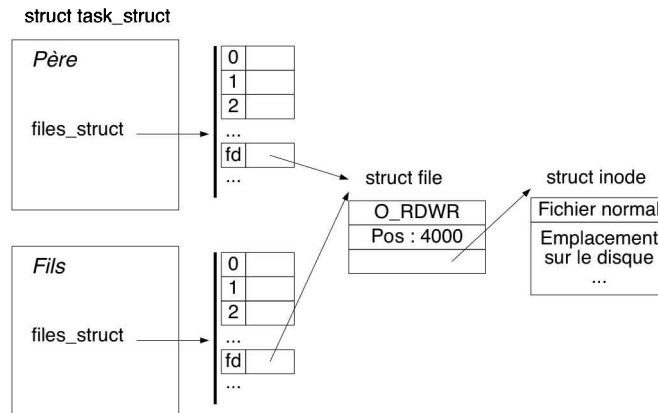 struct task_struct
Père
files_struct
0
1
2
...
fd
...
struct file
O_RDWR
Pos : 4000
struct inode
Fichier normal
Emplacement
sur le disque
...
Fils
files_struct
0
1
2
...
fd
...